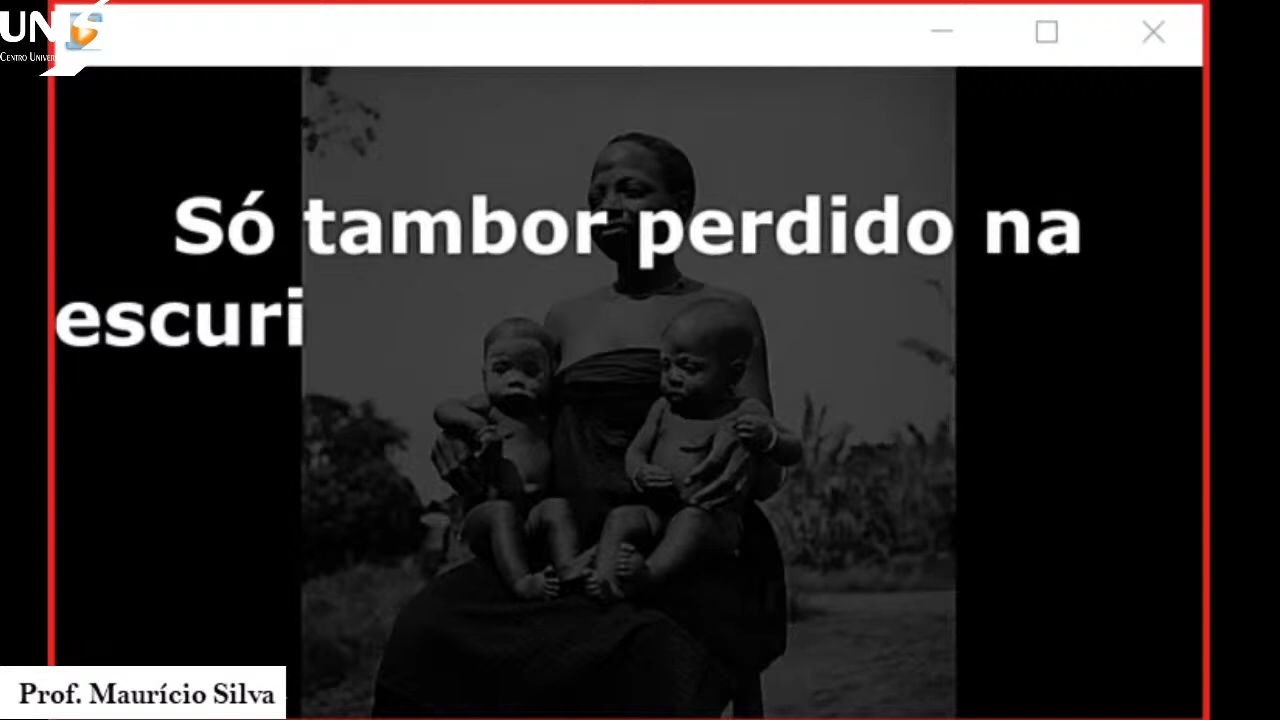 UN S
CENTRO UNIVER
Só tambor perdido na
escuri
Prof. Maurício Silva